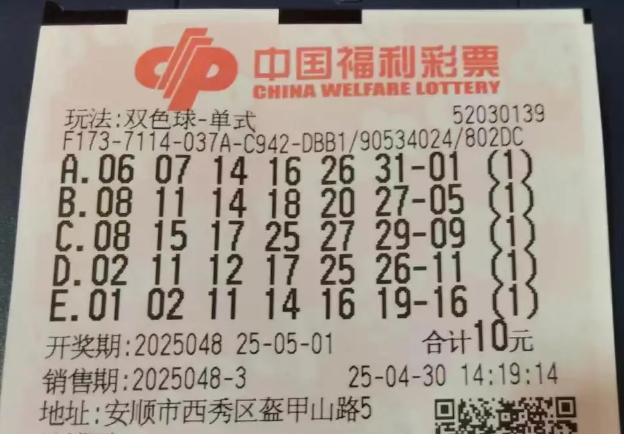 中国福利彩票
CHINA WELFARE LOTTERY
玩法:双色球-单式 52030139
F173-7114-037A-C942-DBB1/90534024/802DC
A.06 07 14 16 26 31-01 (1)
B.08 11 14 18 20 27-05 (1)
C.08 15 17 25 27 29-09 (1)
D.02 11 12 17 25 26-11 (1)
E.01 02 11 14 16 19-16 (1)
开奖期:2025048 25-05-01 合计10元
销售期:2025048-3 25-04-30 14:19:14
地址:安顺市西秀区盔甲山路5